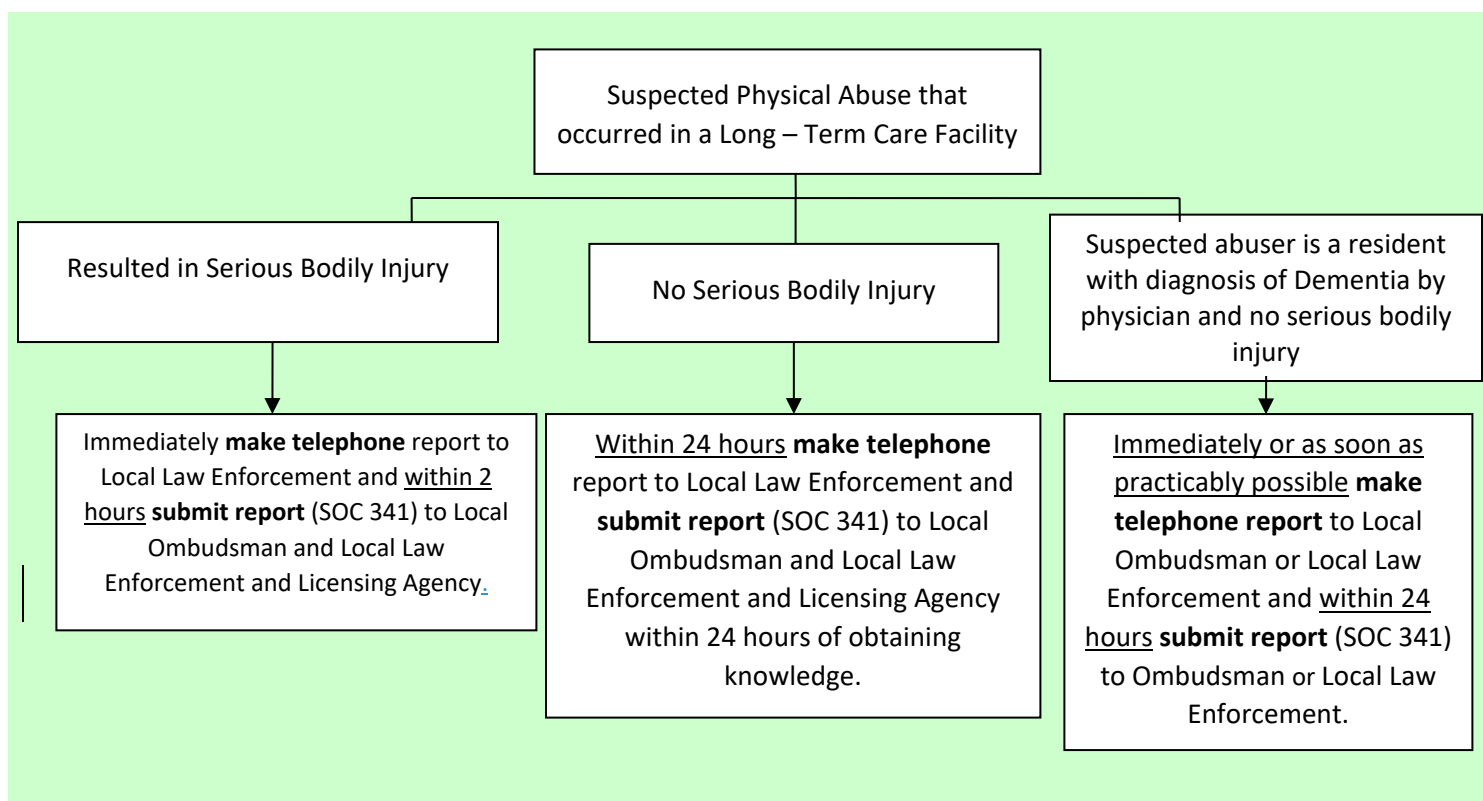 Suspected Physical Abuse that
occurred in a Long – Term Care Facility
Resulted in Serious Bodily Injury
No Serious Bodily Injury
Suspected abuser is a resident
with diagnosis of Dementia by
physician and no serious bodily
injury
Immediately make telephone report to
Local Law Enforcement and within 2
hours submit report (SOC 341) to Local
Ombudsman and Local Law
Enforcement and Licensing Agency.
Within 24 hours make telephone
report to Local Law Enforcement and
submit report (SOC 341) to Local
Ombudsman and Local Law
Enforcement and Licensing Agency
within 24 hours of obtaining
knowledge.
Immediately or as soon as
practicably possible make
telephone report to Local
Ombudsman or Local Law
Enforcement and within 24
hours submit report (SOC 341)
to Ombudsman or Local Law
Enforcement.